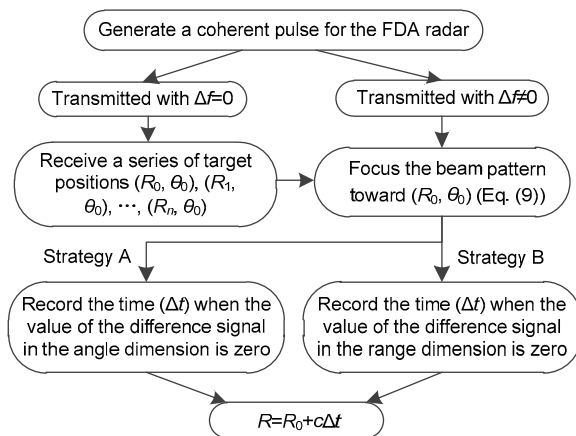 Generate a coherent pulse for the FDA radar
Transmitted with Δf=0
Transmitted with Δf≠0
Receive a series of target
positions (R0, θ0), (R1,
θ0), ···, (Rn, θ0)
Focus the beam pattern
toward (R0, θ0) (Eq. (9))
Strategy A
Strategy B
Record the time (Δt) when the
value of the difference signal
in the angle dimension is zero
Record the time (Δt) when the
value of the difference signal
in the range dimension is zero
R=R0+cΔt